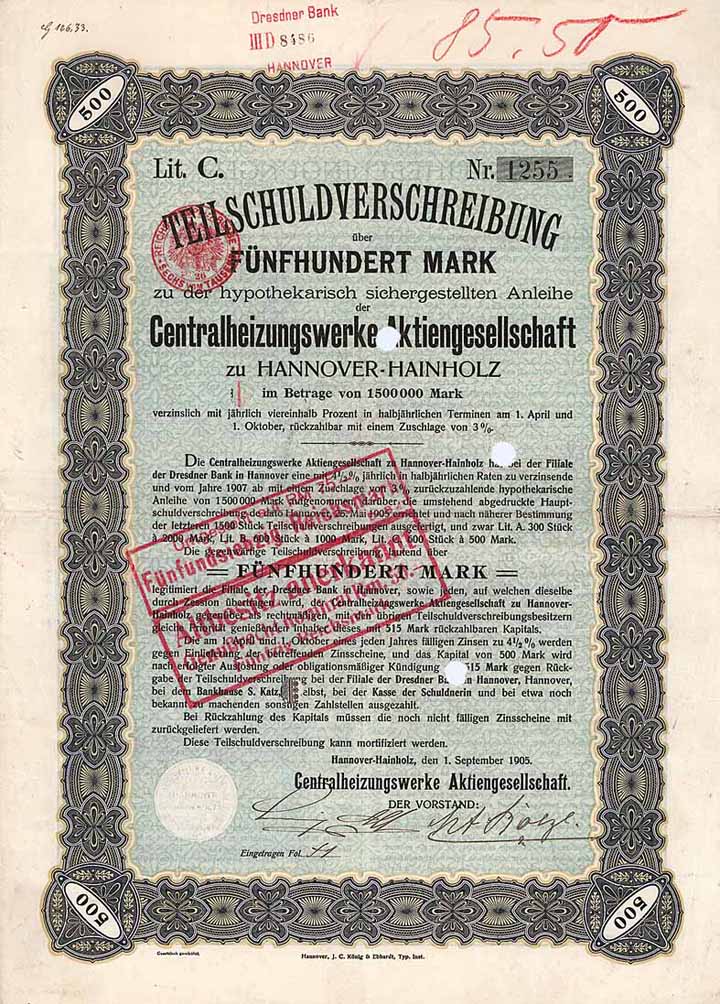 Dresdner Bank
III D 8486
HANNOVER
85.50
500
500
Lit. C.
Nr. 1255.
TEILSCHULDVERSCHREIBUNG
über
FÜNFHUNDERT MARK
zu der hypothekarisch sichergestellten Anleihe
der
Centralheizungswerke Aktiengesellschaft
zu HANNOVER-HAINHOLZ
im Betrage von 1500000 Mark
verzinslich mit jährlich viereinhalb Prozent in halbjährlichen Terminen am 1. April und
1. Oktober, rückzahlbar mit einem Zuschlage von 3%.
Die Centralheizungswerke Aktiengesellschaft zu Hannover-Hainholz bei der Filiale
der Dresdner Bank in Hannover eine mit 4½% jährlich in halbjährlichen Raten zu verzinsende
und vom Jahre 1907 ab mit einem Zuschlage von 3% zurückzuzahlende hypothekarische
Anleihe von 1500000 Mark aufgenommen, worüber die umstehend abgedruckte Haupt-
schuldverschreibung de dato Hannover Mai 1905 errichtet und nach näherer Bestimmung
der letzteren 1500 Stück Teilschuldverschreibungen ausgefertigt, und zwar Lit. A. 300 Stück
à 2000 Mark, Lit. B. 600 Stück à 1000 Mark, Lit. Stück à 500 Mark.
Die gegenwärtige Teilschuldverschreibung, lautend über
FÜNFHUNDERT MARK
legitimiert die Filiale der Dresdner Bank in Hannover, sowie jeden, auf welchen dieselbe
durch Zession übertragen wird, der Centralheizungswerke Aktiengesellschaft zu Hannover-
Hainholz gegenüber als rechtmäßigen, mit den übrigen Teilschuldverschreibungsbesitzern
gleiche Priorität genießenden Inhaber dieses mit 515 Mark rückzahlbaren Kapitals.
Die am 1. April und 1. Oktober eines jeden Jahres fälligen Zinsen zu 4½% werden
gegen Einlieferung der betreffenden Zinsscheine, und das Kapital von 500 Mark wird
nach erfolgter Auslosung oder obligationsmäßiger Kündigung 515 Mark gegen Rück-
gabe der Teilschuldverschreibung bei der Filiale der Dresdner Bank in Hannover, Hannover,
bei dem Bankhause S. Katz, selbst, bei der Kasse der Schuldnerin und bei etwa noch
bekannt zu machenden sonstigen Zahlstellen ausgezahlt.
Bei Rückzahlung des Kapitals müssen die noch nicht fälligen Zinsscheine mit
zurückgeliefert werden.
Diese Teilschuldverschreibung kann mortifiziert werden.
Hannover-Hainholz, den 1. September 1905.
Centralheizungswerke Aktiengesellschaft.
DER VORSTAND:
Eingetragen Fol.
Fünfundsiebzig Reichsmark
Altbesitz anerkannt
500
500
Gesetzlich geschützt.
Hannover, J. C. König & Ebhardt, Typ. Inst.